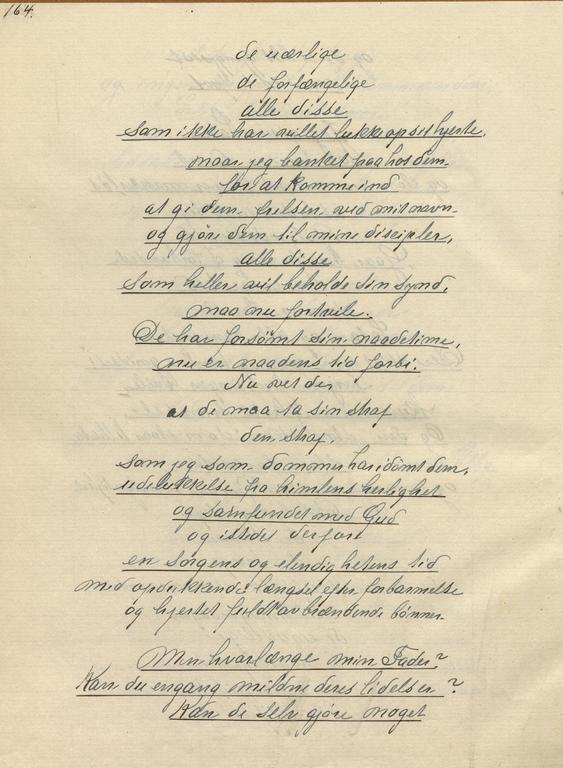 164.
de uærlige
de forfængelige
alle disse
som ikke har villet lukke op sit hjerte,
naar jeg banket paa hos dem
for at komme ind
at gi dem frelsen ved mit navn
og gjøre dem til mine discipler,
alle disse
som heller vil beholde sin synd,
maa nu fortvile.
De har forsømt sin naadetime,
nu er naadens tid forbi.
Nu vet de
at de maa ta sin straf
den straf,
som jeg som dommer har idømt dem,
udelukkelse fra himlens herlighet
og samfundet med Gud
og istedet derfor
en sorgens og elendighetens tid
med opdukkende længsel efter forbarmelse
og hjertet fuldt av brændende bønner.
Men hvorlænge min Fader?
Kan du engang mildne deres lidelser?
Kan de selv gjøre noget